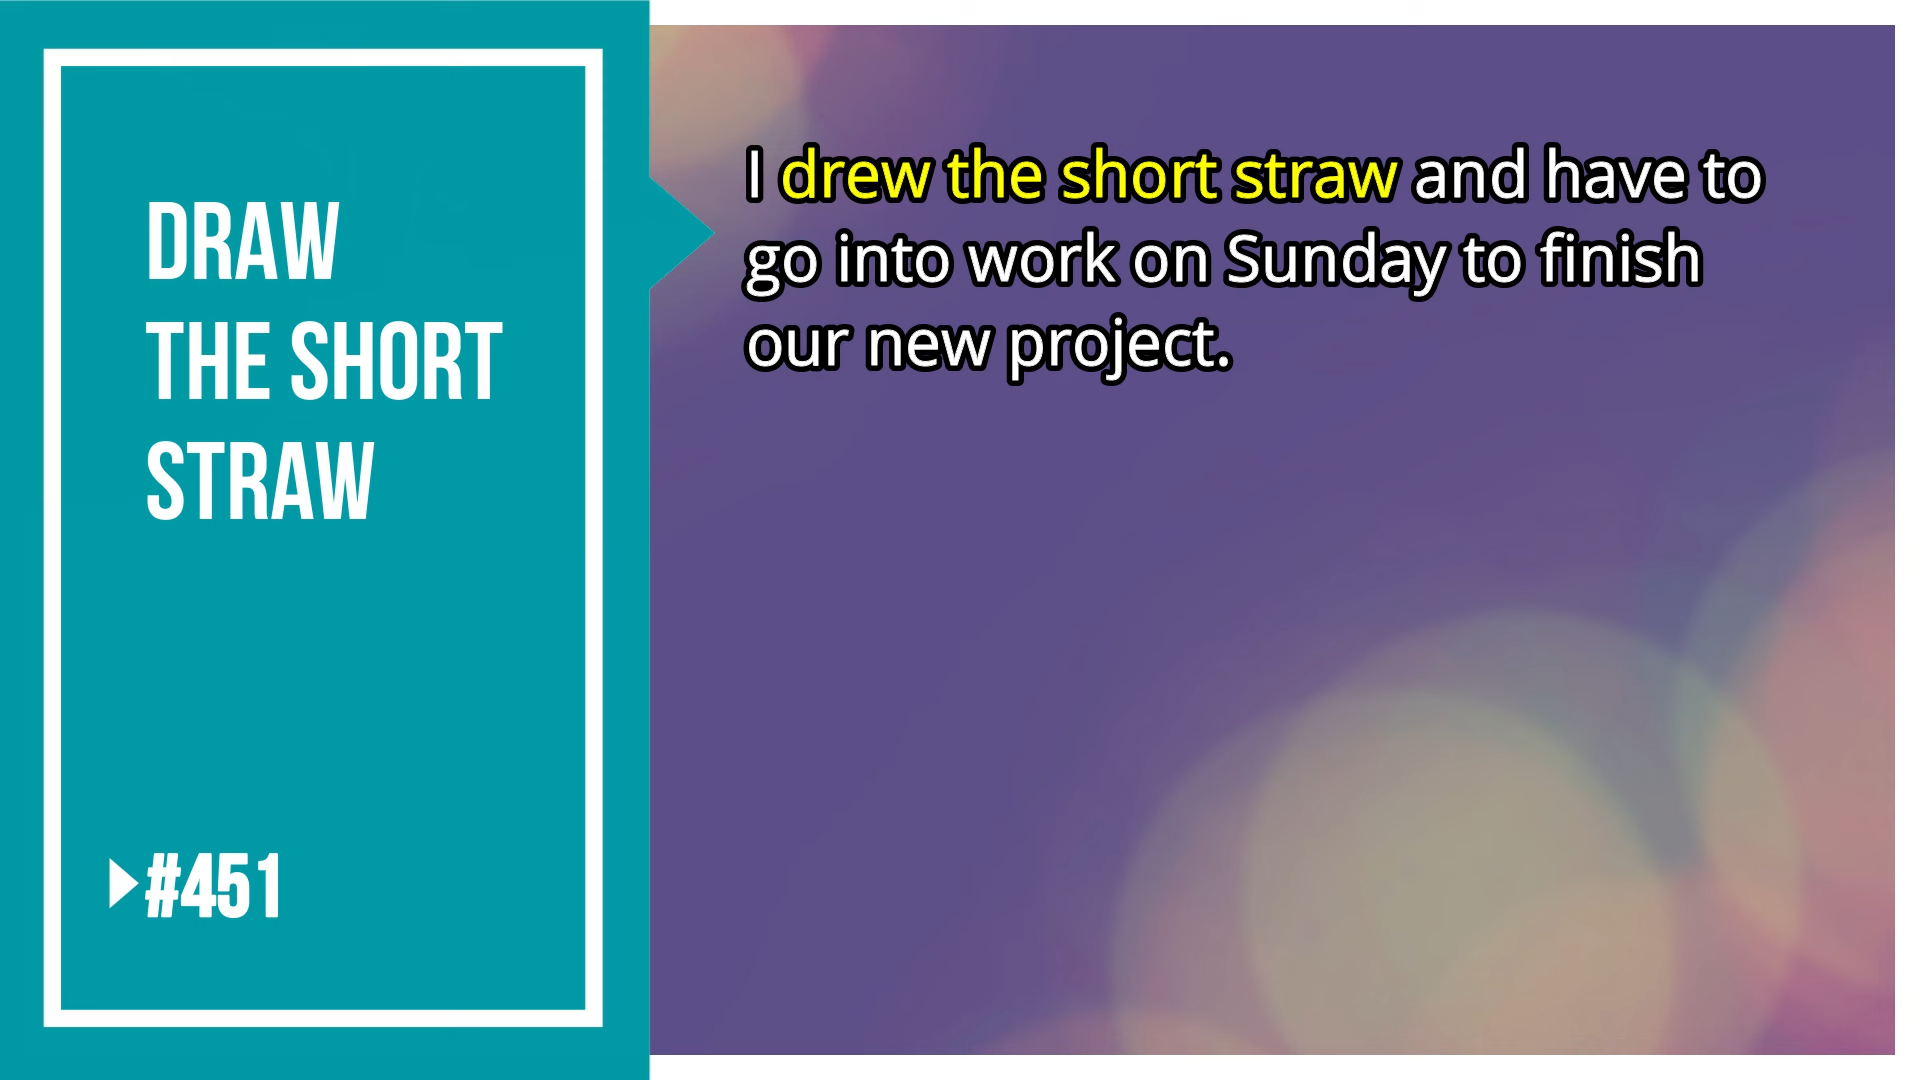 DRAW
THE SHORT
STRAW
#451
I drew the short straw and have to
go into work on Sunday to finish
our new project.